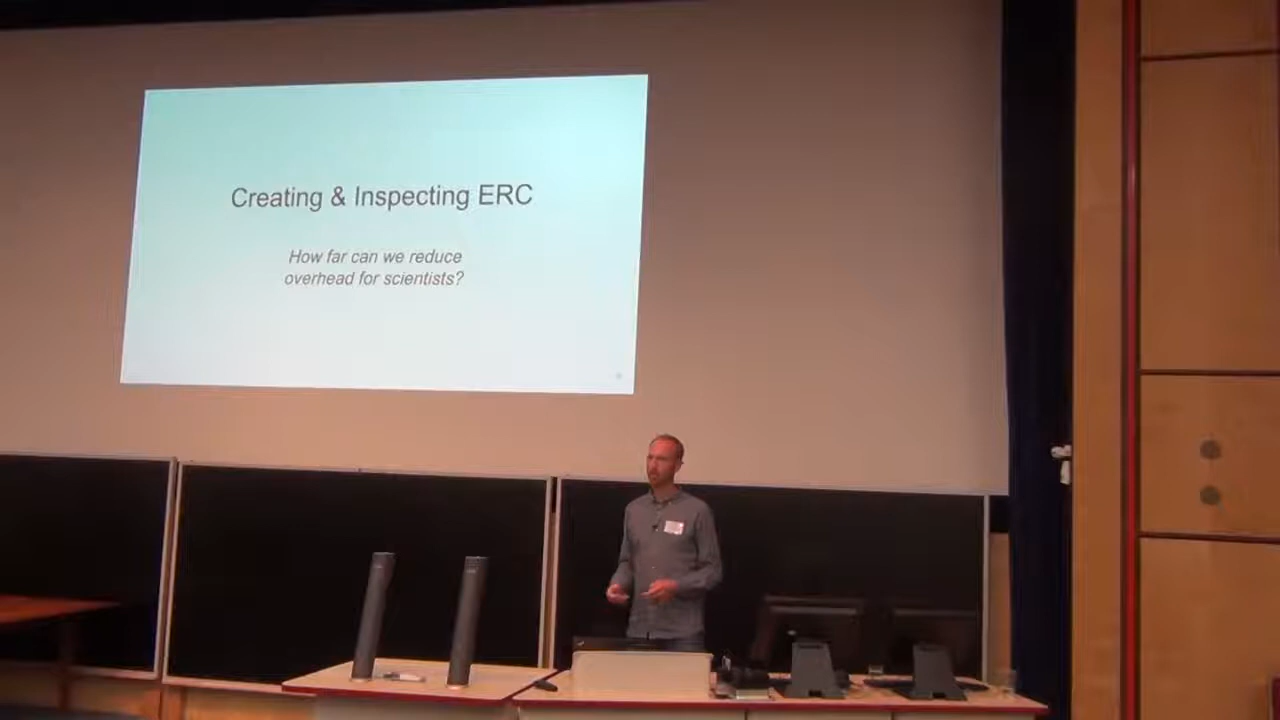 Creating & Inspecting ERC
How far can we reduce
overhead for scientists?